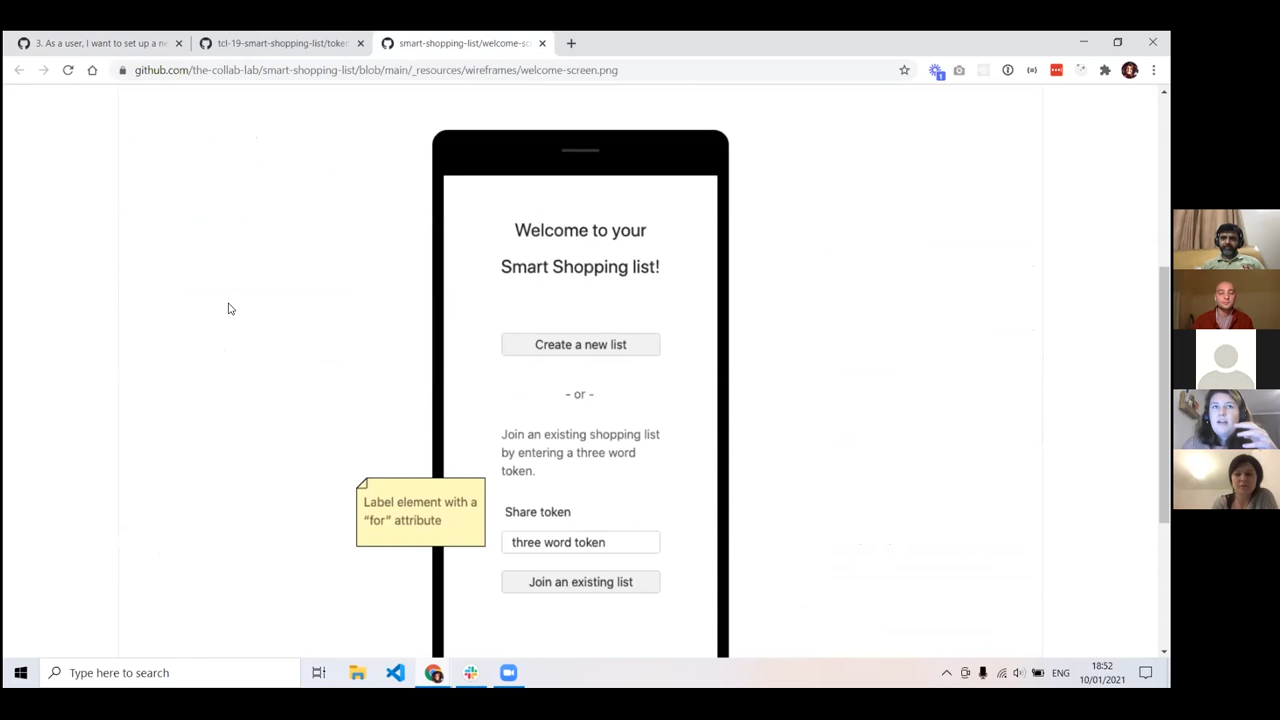 3. As a user, I want to set up a ne
tcl-19-smart-shopping-list/token
smart-shopping-list/welcome-sc
github.com/the-collab-lab/smart-shopping-list/blob/main/_resources/wireframes/welcome-screen.png
1
Welcome to your
Smart Shopping list!
Create a new list
- or -
Join an existing shopping list
by entering a three word
token.
Label element with a
“for” attribute
Share token
three word token
Join an existing list
Type here to search
ENG
18:52
10/01/2021